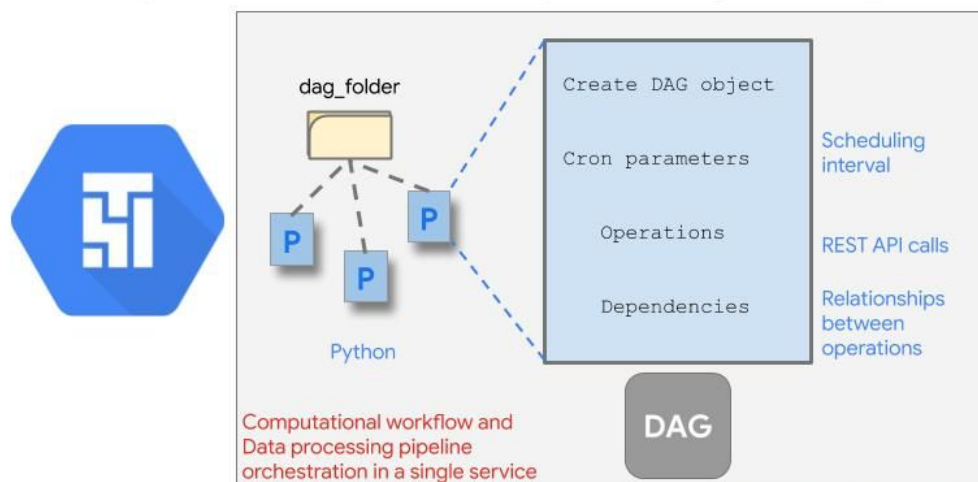 dag_folder
P
P
P
Python
Create DAG object
Cron parameters
Operations
Dependencies
Scheduling
interval
REST API calls
Relationships
between
operations
Computational workflow and
Data processing pipeline
orchestration in a single service
DAG